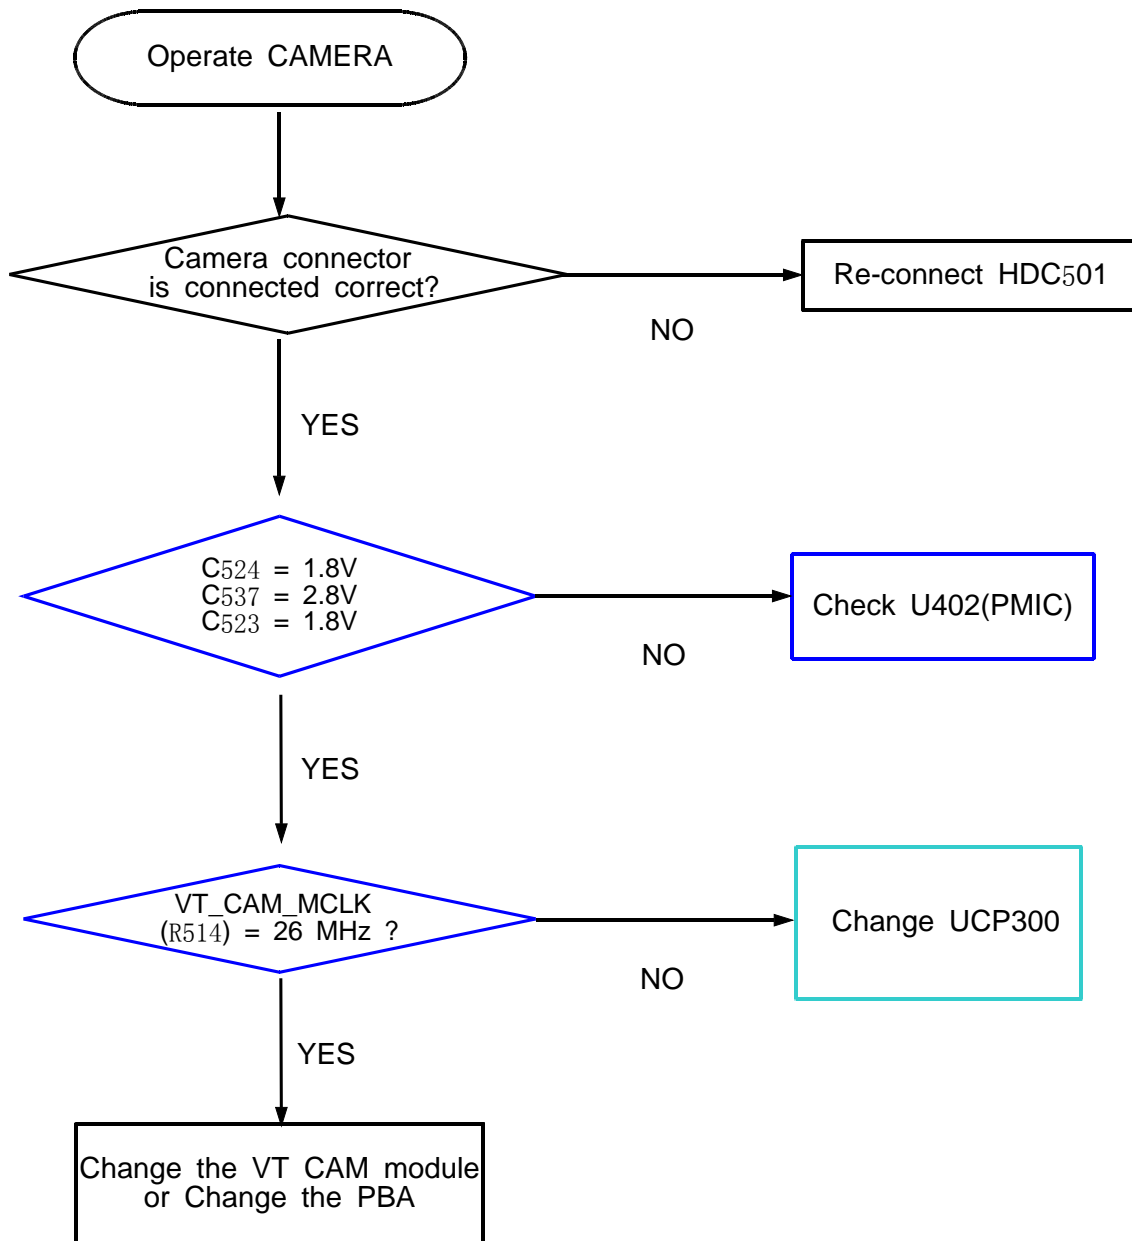 Operate CAMERA
Camera connector
is connected correct?
Re-connect HDC501
NO
YES
C524 = 1.8V
C537 = 2.8V
C523 = 1.8V
Check U402(PMIC)
NO
YES
VT_CAM_MCLK
(R514) = 26 MHz ?
Change UCP300
NO
YES
Change the VT CAM module
or Change the PBA